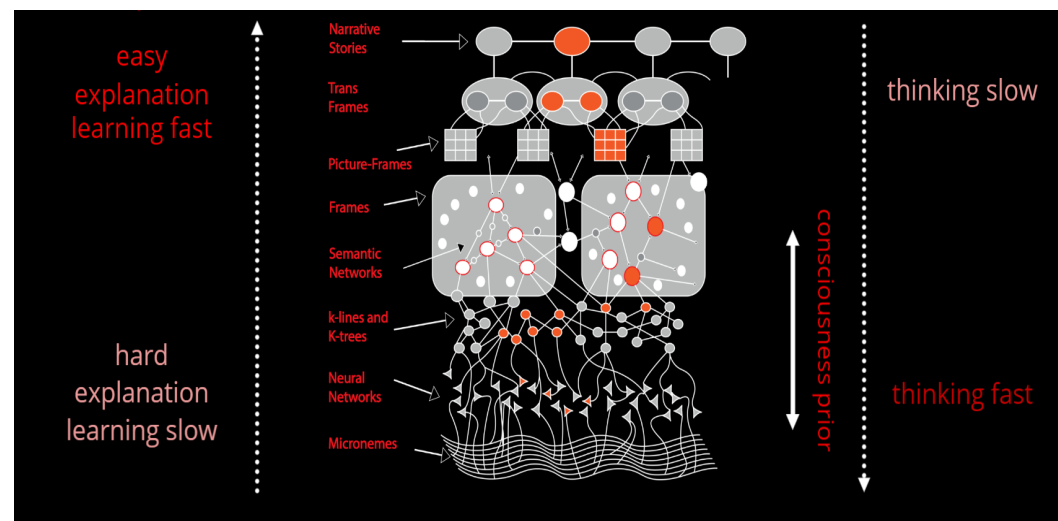 easy
explanation
learning fast
hard
explanation
learning slow
Narrative
Stories
Trans
Frames
Picture-Frames
Frames
Semantic
Networks
k-lines and
K-trees
Neural
Networks
Micronemes
consciousness prior
thinking slow
thinking fast